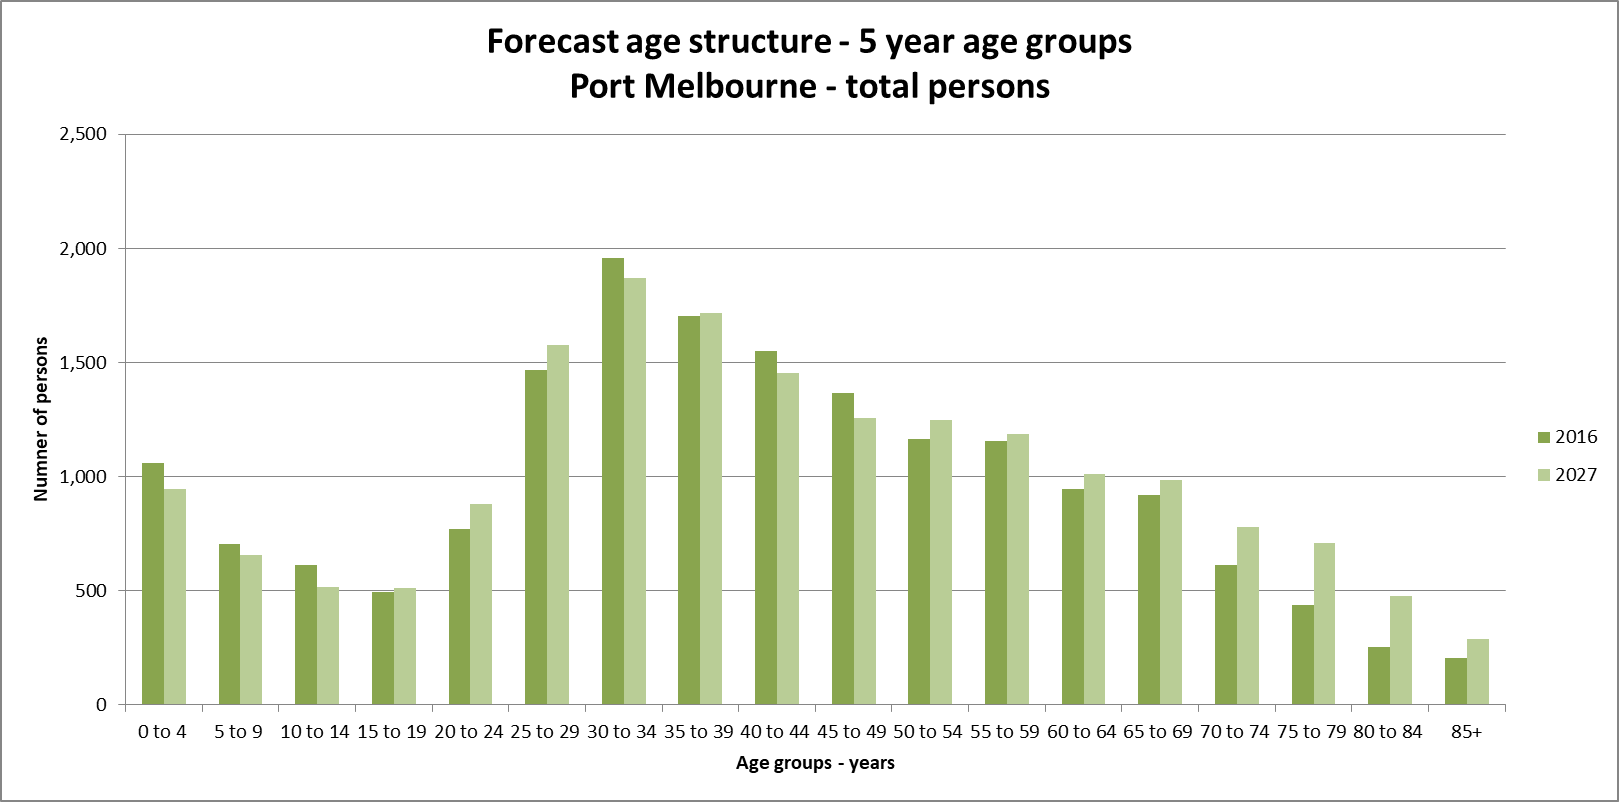 Forecast age structure - 5 year age groups
Port Melbourne - total persons
2,500
2,000
1,500
1,000
500
0
Numner of persons
0 to 4 5 to 9 10 to 14 15 to 19 20 to 24 25 to 29 30 to 34 35 to 39 40 to 44 45 to 49 50 to 54 55 to 59 60 to 64 65 to 69 70 to 74 75 to 79 80 to 84 85+
Age groups - years
2016
2027